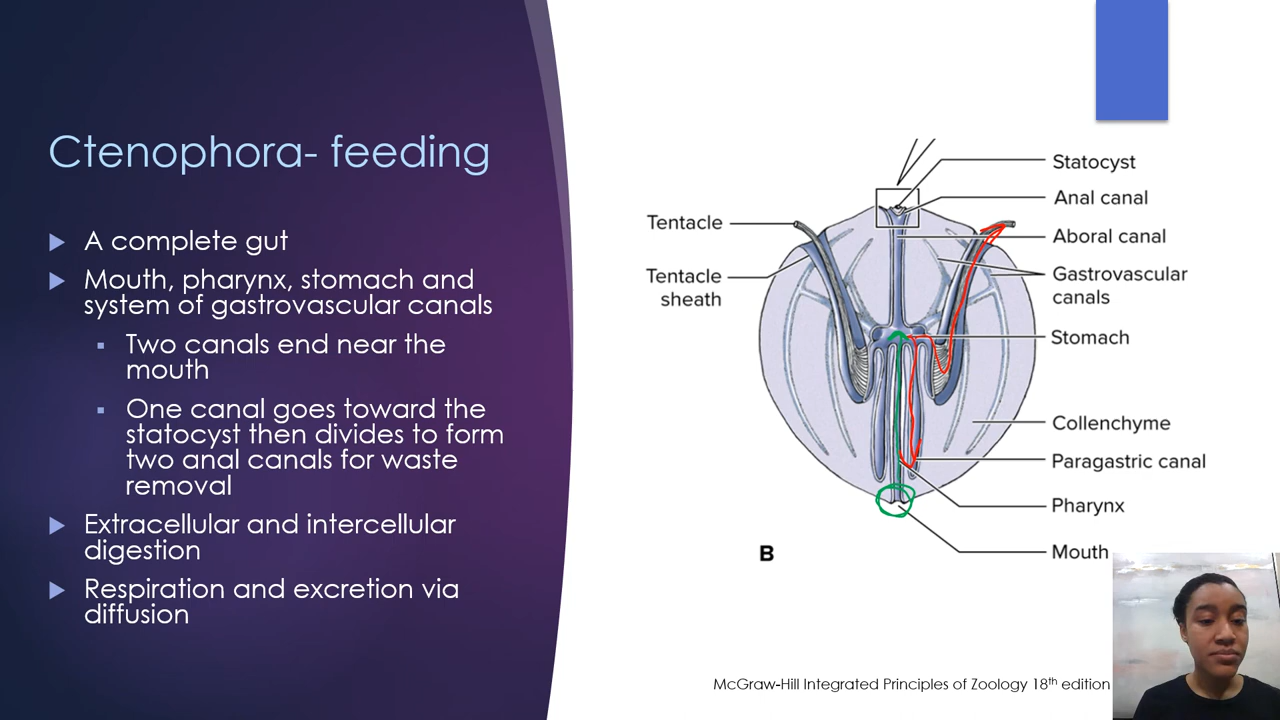 Ctenophora- feeding
A complete gut
Mouth, pharynx, stomach and
system of gastrovascular canals
Two canals end near the
mouth
One canal goes toward the
statocyst then divides to form
two anal canals for waste
removal
Extracellular and intercellular
digestion
Respiration and excretion via
diffusion
Tentacle
Tentacle
sheath
Statocyst
Anal canal
Aboral canal
Gastrovascular
canals
Stomach
Collenchyme
Paragastric canal
Pharynx
Mouth
B
McGraw-Hill Integrated Principles of Zoology 18th edition